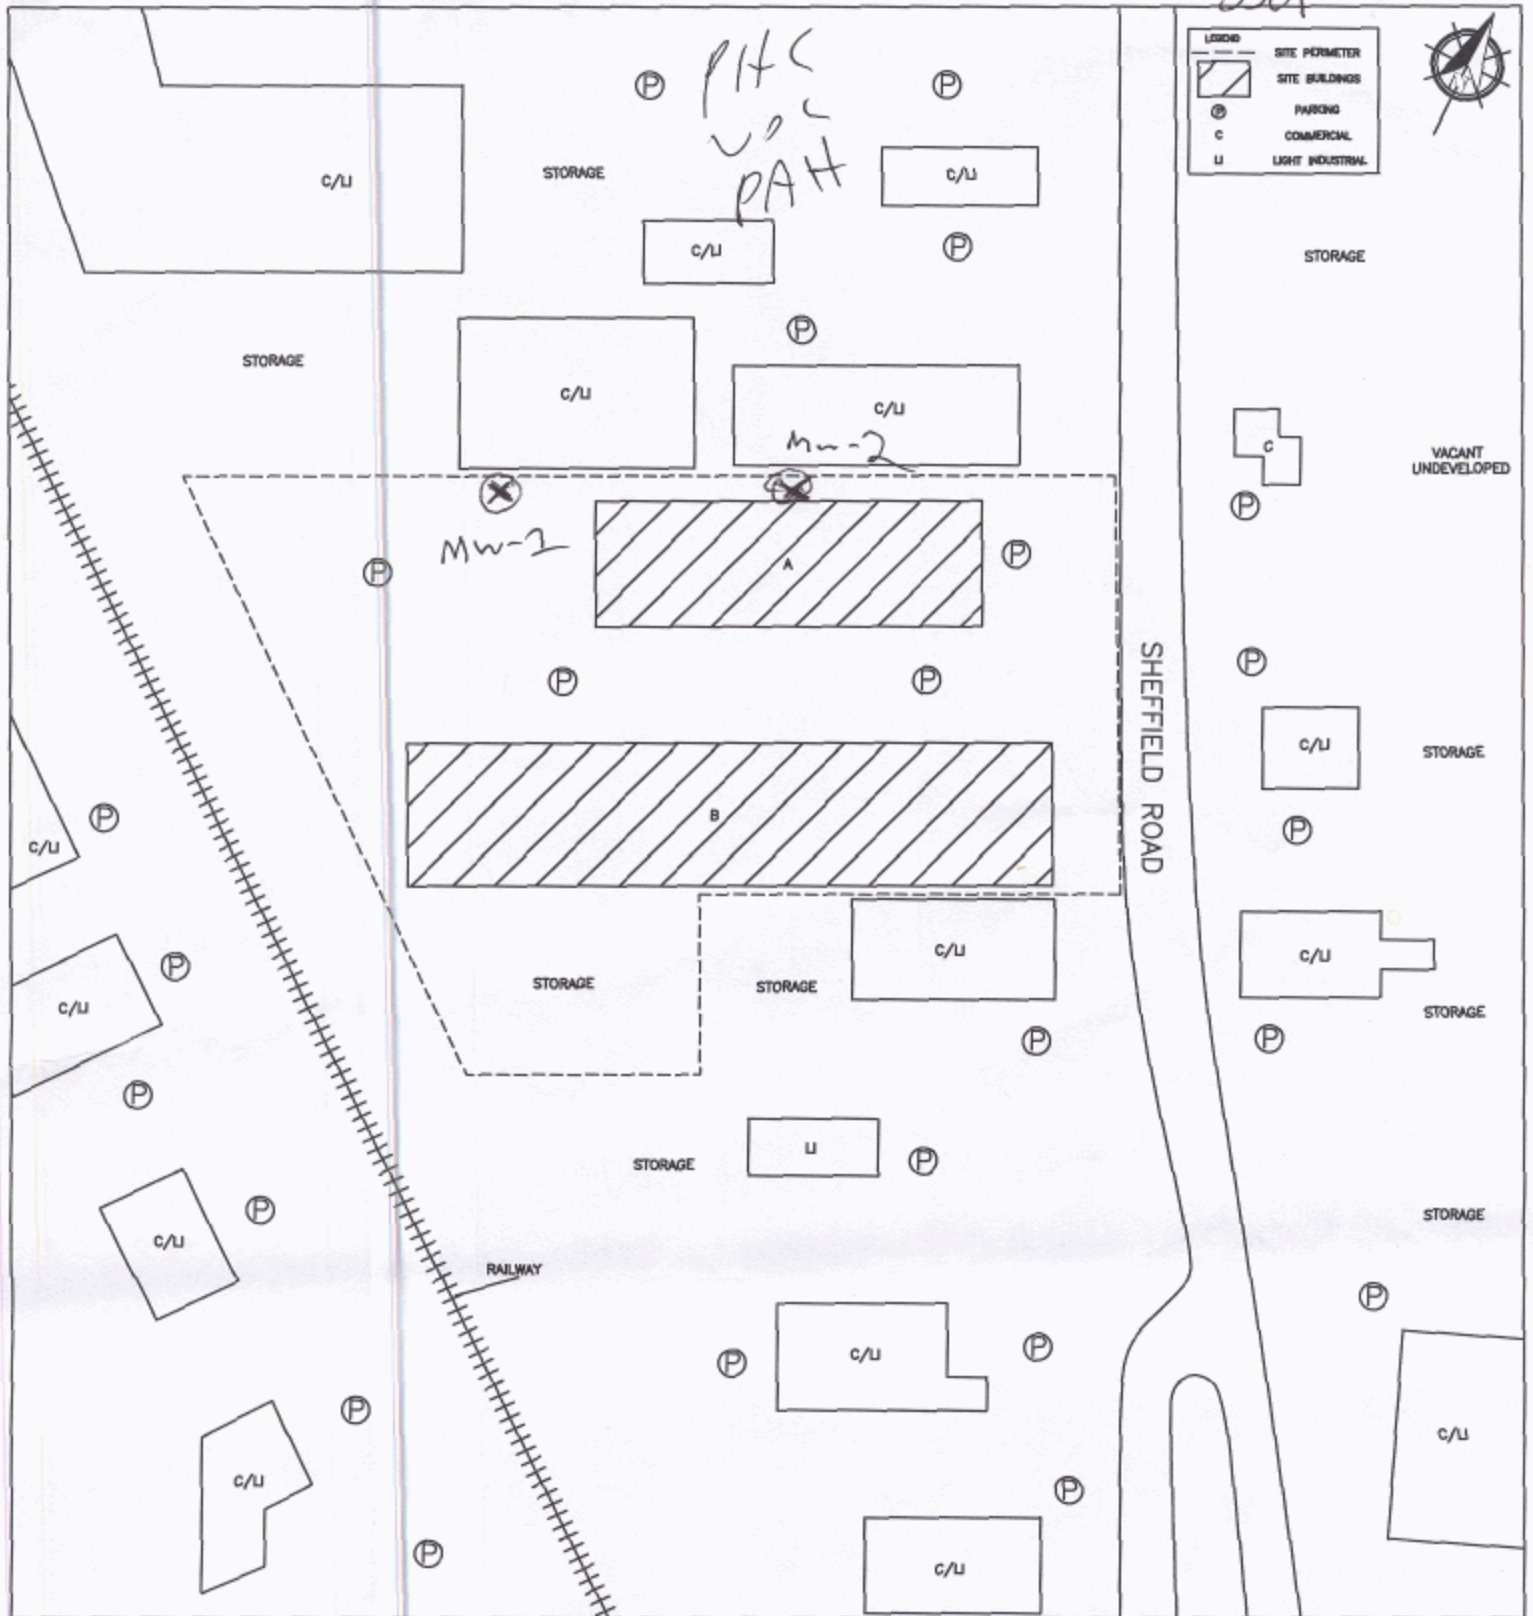 LEGEND
SITE PERIMETER
SITE BUILDINGS
P PARKING
C COMMERCIAL
LI LIGHT INDUSTRIAL
P
PHC
VOC
PAH
P
C/LI
STORAGE
C/LI
C/LI
P
STORAGE
P
STORAGE
C/LI
C/LI
MW-2
C
VACANT
UNDEVELOPED
P
MW-1
P
A
P
P
P
SHEFFIELD ROAD
P
C/LI
STORAGE
B
P
C/LI
P
C/LI
P
STORAGE
STORAGE
C/LI
C/LI
STORAGE
P
P
P
STORAGE
LI
P
P
C/LI
STORAGE
RAILWAY
P
C/LI
P
P
P
C/LI
C/LI
P
P
C/LI